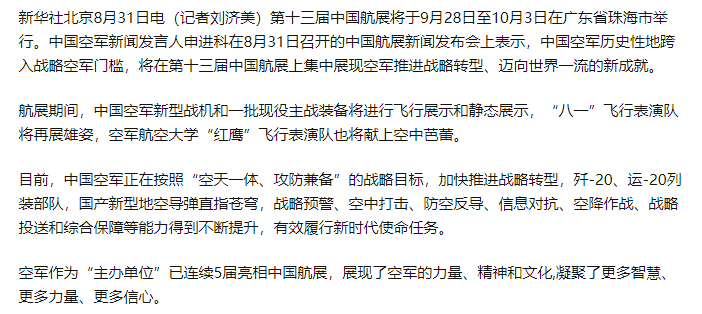 新华社北京8月31日电（记者刘济美）第十三届中国航展将于9月28日至10月3日在广东省珠海市举
行。中国空军新闻发言人申进科在8月31日召开的中国航展新闻发布会上表示，中国空军历史性地跨
入战略空军门槛，将在第十三届中国航展上集中展现空军推进战略转型、迈向世界一流的新成就。
航展期间，中国空军新型战机和一批现役主战装备将进行飞行展示和静态展示，“八一”飞行表演队
将再展雄姿，空军航空大学“红鹰”飞行表演队也将献上空中芭蕾。
目前，中国空军正在按照“空天一体、攻防兼备”的战略目标，加快推进战略转型，歼-20、运-20列
装部队，国产新型地空导弹直指苍穹，战略预警、空中打击、防空反导、信息对抗、空降作战、战略
投送和综合保障等能力得到不断提升，有效履行新时代使命任务。
空军作为“主办单位”已连续5届亮相中国航展，展现了空军的力量、精神和文化,凝聚了更多智慧、
更多力量、更多信心。